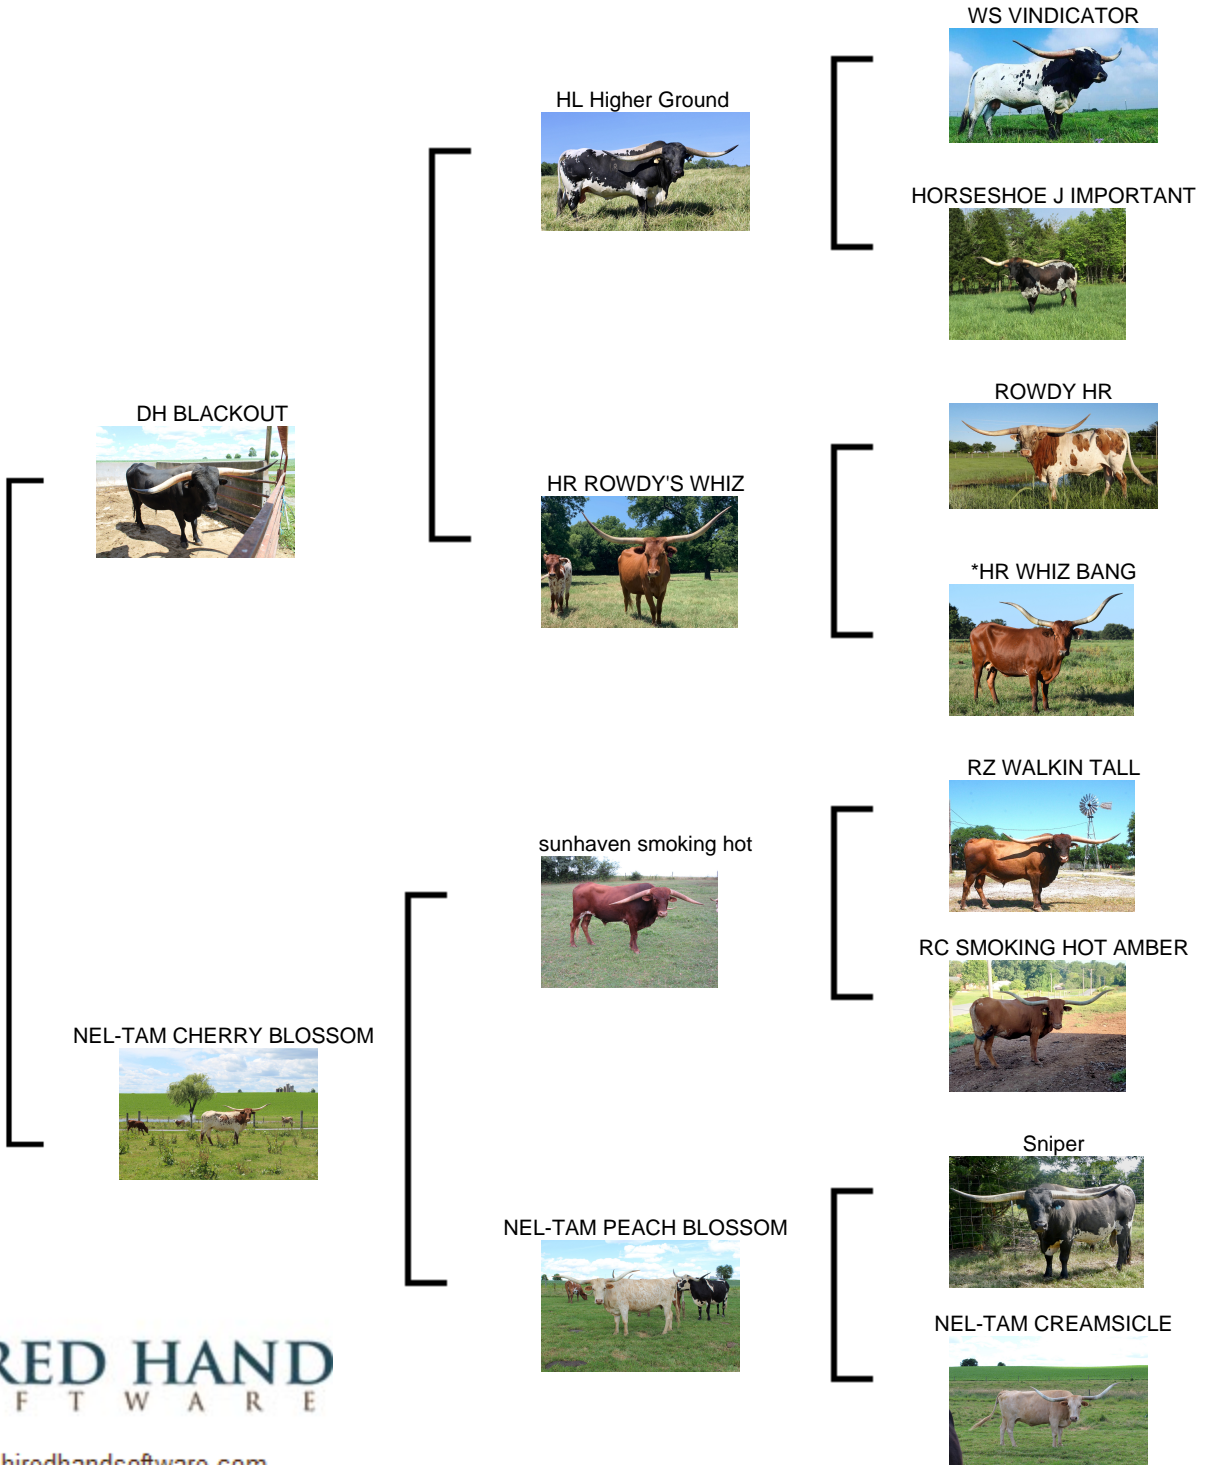 WS VINDICATOR
HL Higher Ground
HORSESHOE J IMPORTANT
ROWDY HR
DH BLACKOUT
HR ROWDY'S WHIZ
*HR WHIZ BANG
RZ WALKIN TALL
sunhaven smoking hot
RC SMOKING HOT AMBER
NEL-TAM CHERRY BLOSSOM
Sniper
NEL-TAM PEACH BLOSSOM
NEL-TAM CREAMSICLE
RED HAND
F T W A R E
hiredhandsoftware.com